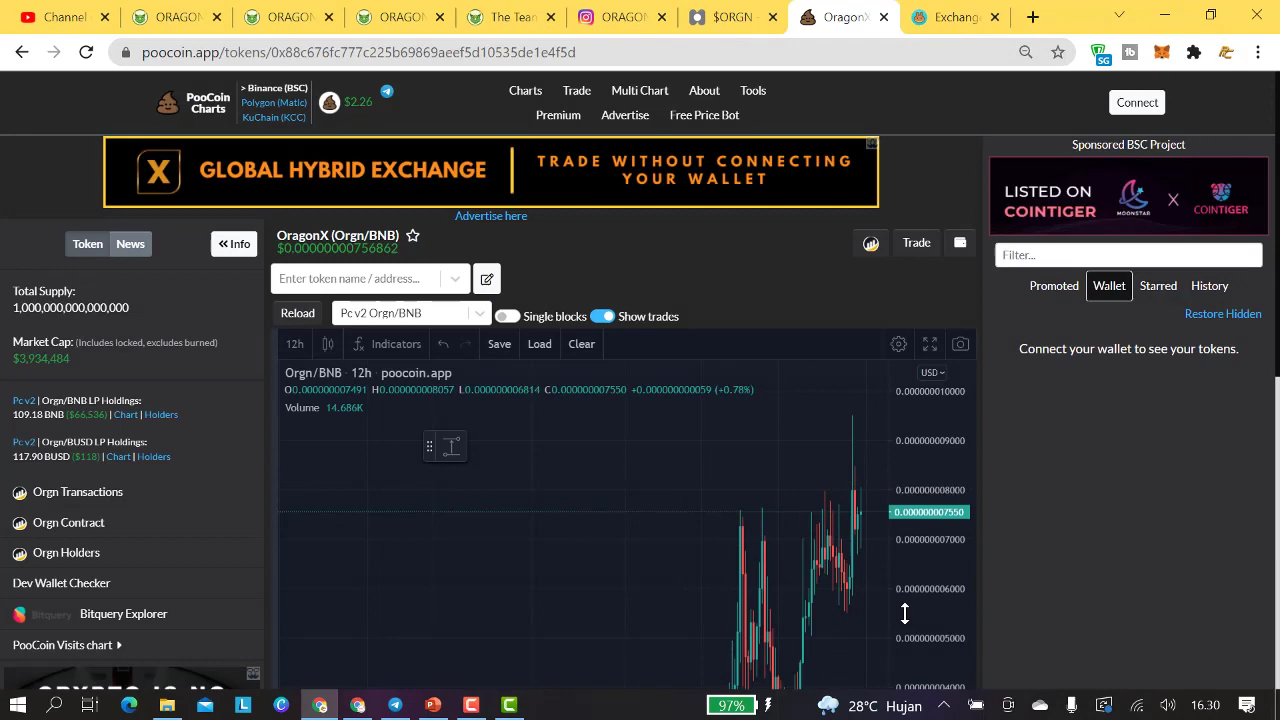 ORAGON
Channel
ORAGON
The Tean
ORAGON
$ORGN -
OragonX
Exchang
poocoin.app/tokens/0x88c676fc777c225b69869aeef5d10535de1e4f5d
SG
PooCoin
Charts
> Binance (BSC)
Polygon (Matic)
KuChain (KCC)
$2.26
Charts
Trade
Multi Chart
About
Tools
Premium
Advertise
Free Price Bot
Connect
X
GLOBAL HYBRID EXCHANGE
TRADE WITHOUT CONNECTING
YOUR WALLET
Advertise here
Sponsored BSC Project
LISTED ON
COINTIGER
MOONSTAR
X
COINTIGER
Token
News
Info
Total Supply:
1,000,000,000,000,000
Market Cap: (Includes locked, excludes burned)
$3,934,484
Pc v2 | Orgn/BNB LP Holdings:
109.18 BNB ($66,536) | Chart | Holders
Pc v2 | Orgn/BUSD LP Holdings:
117.90 BUSD ($118) | Chart | Holders
Orgn Transactions
Orgn Contract
Orgn Holders
Dev Wallet Checker
Bitquery Explorer
PooCoin Visits chart
CRYPTO IS NO
OragonX (Orgn/BNB)
$0.00000000756862
Trade
Enter token name / address...
Reload
Pc v2 Orgn/BNB
Single blocks
Show trades
12h
Indicators
Save
Load
Clear
Orgn/BNB · 12h · poocoin.app
O0.000000007491 H0.000000008057 L0.000000006814 C0.000000007550 +0.000000000059 (+0.78%)
Volume 14.686K
USD
0.000000010000
0.000000009000
0.000000008000
0.000000007550
0.000000007000
0.000000006000
0.000000005000
0.000000004000
Filter...
Promoted
Wallet
Starred
History
Restore Hidden
Connect your wallet to see your tokens.
97%
28°C Hujan
16.30